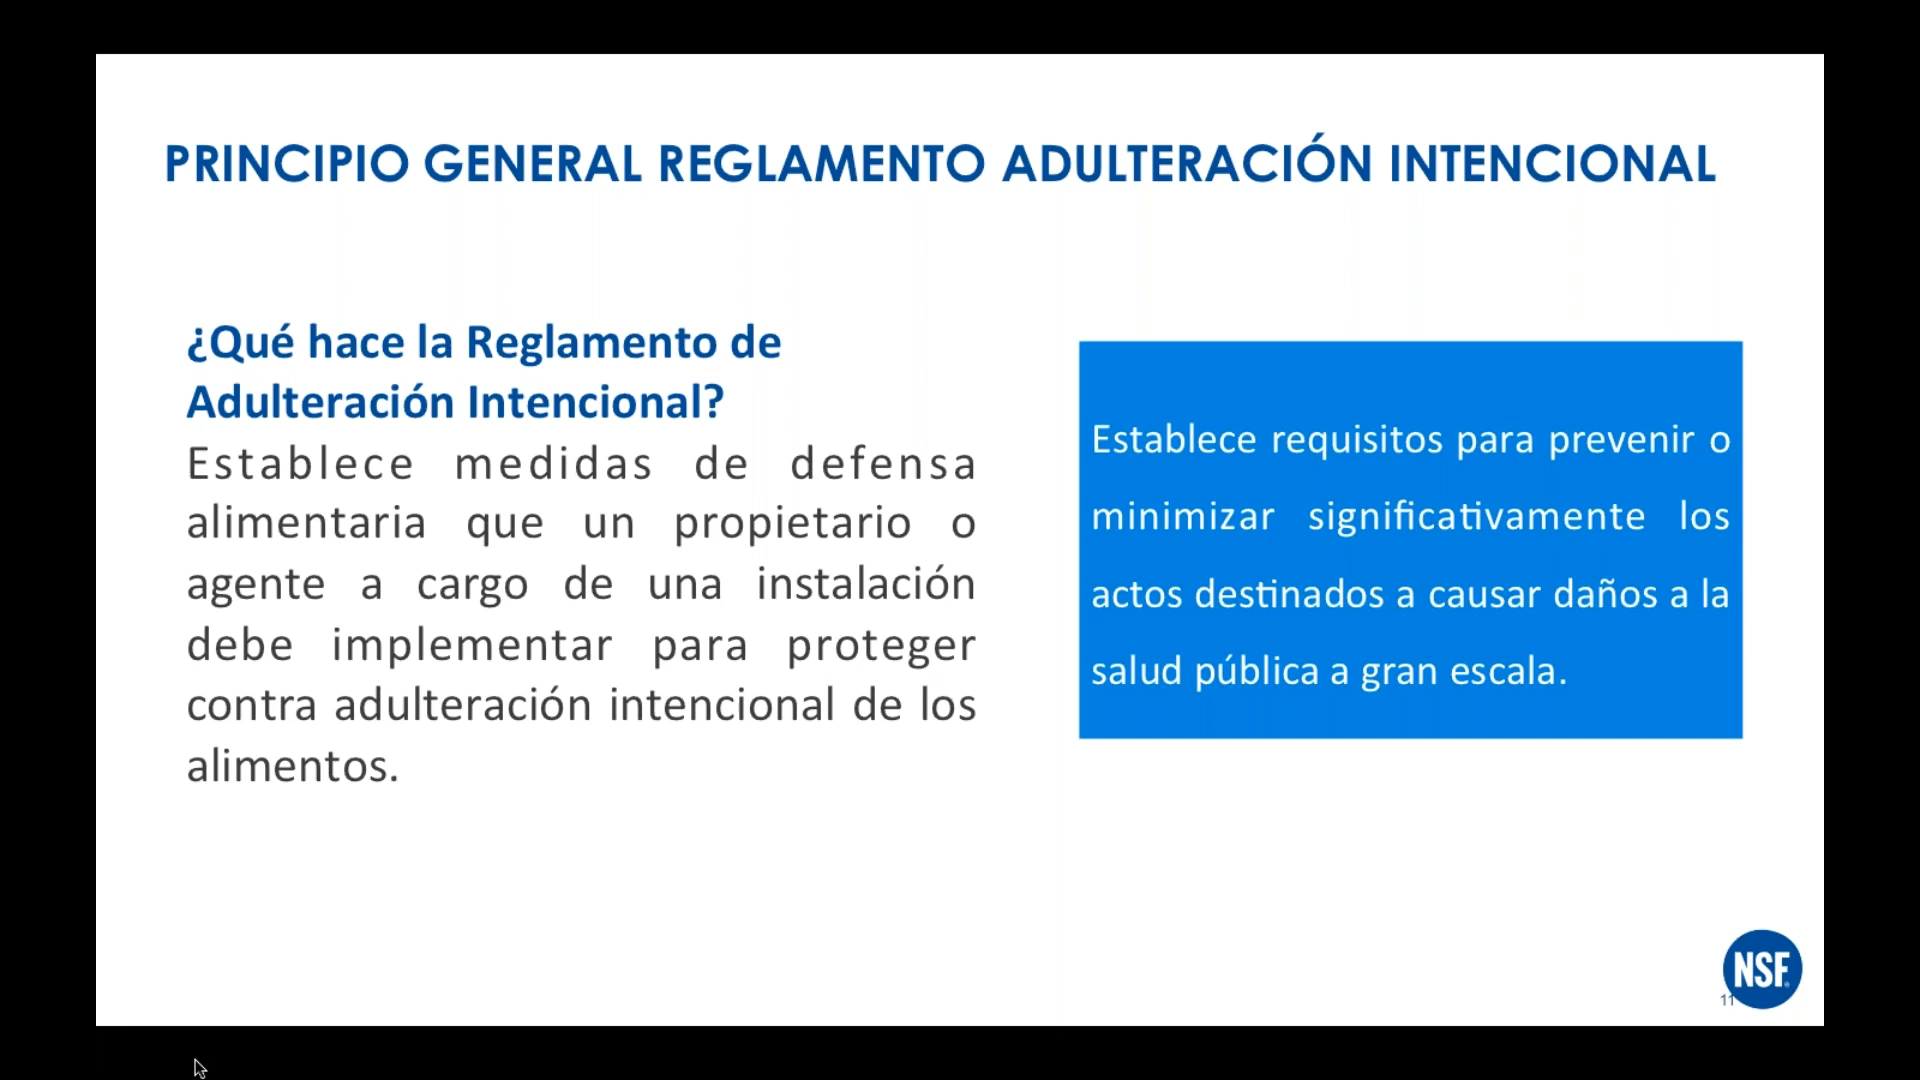 PRINCIPIO GENERAL REGLAMENTO ADULTERACIÓN INTENCIONAL
¿Qué hace la Reglamento de
Adulteración Intencional?
Establece medidas de defensa
alimentaria que un propietario o
agente a cargo de una instalación
debe implementar para proteger
contra adulteración intencional de los
alimentos.
Establece requisitos para prevenir o
minimizar significativamente los
actos destinados a causar daños a la
salud pública a gran escala.
NSF
11